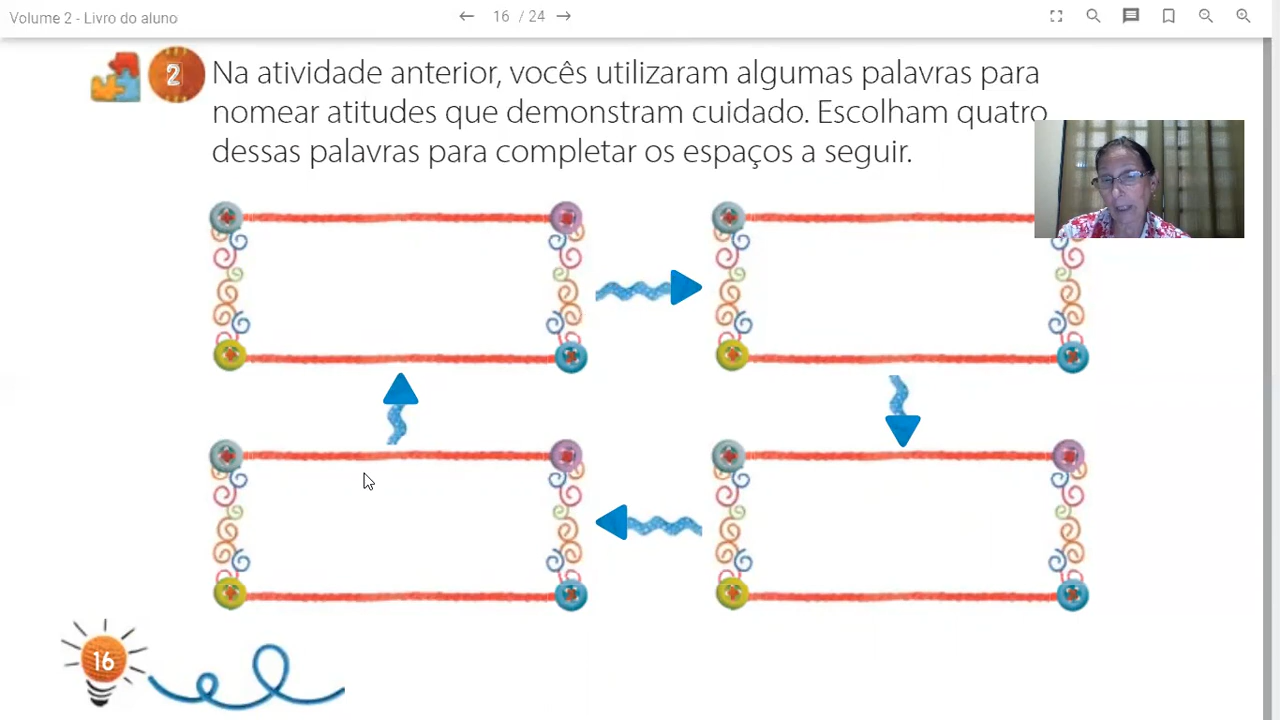 Volume 2 - Livro do aluno
16 / 24
2
Na atividade anterior, vocês utilizaram algumas palavras para
nomear atitudes que demonstram cuidado. Escolham quatro
dessas palavras para completar os espaços a seguir.
16